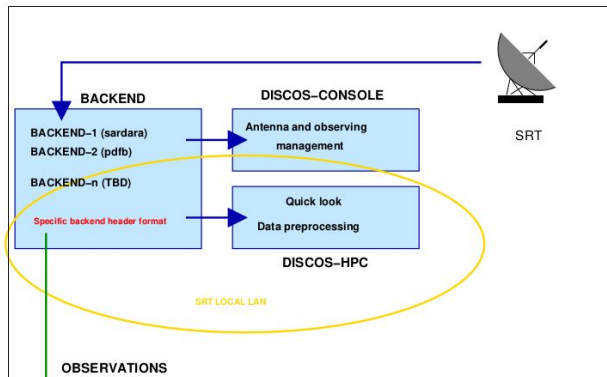 BACKEND
BACKEND-1 (sardara)
BACKEND-2 (pdfb)
BACKEND-n (TBD)
Specific backend header format
DISCOS-CONSOLE
Antenna and observing
management
SRT
Quick look
Data preprocessing
DISCOS-HPC
SRT LOCAL LAN
OBSERVATIONS